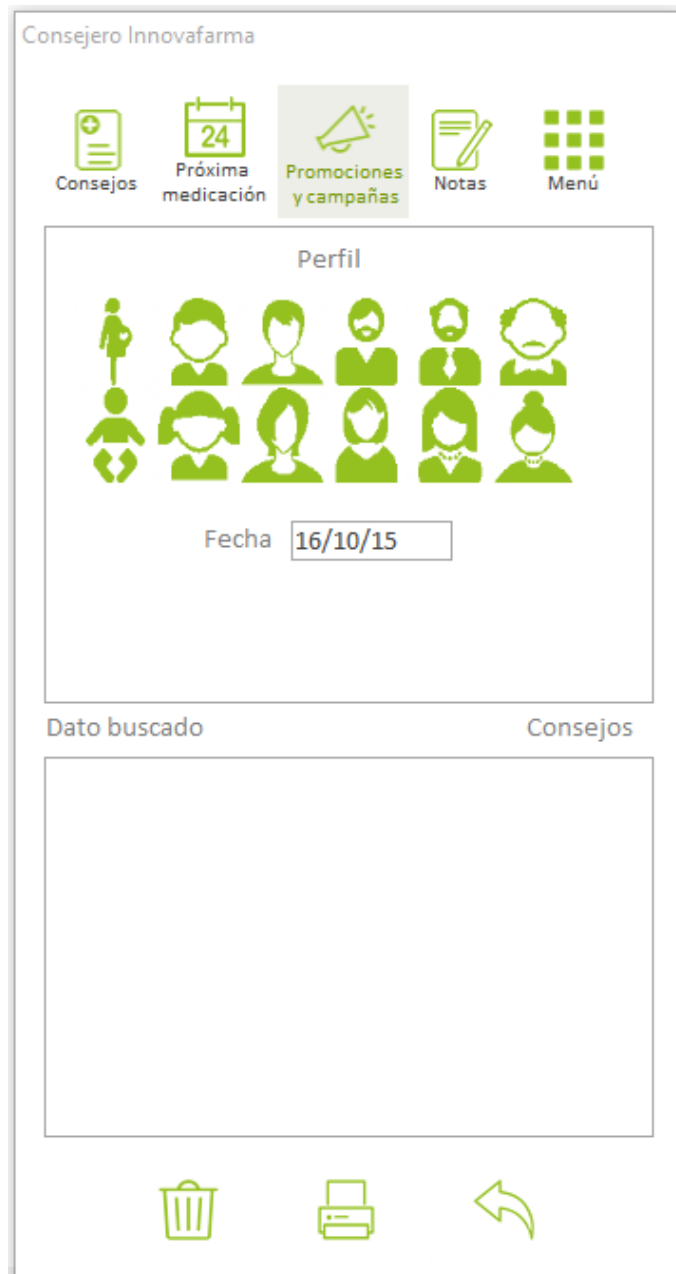 Consejero Innovafarma
24
Consejos
Próxima
medicación
Promociones
y campañas
Notas
Menú
Perfil
Fecha 16/10/15
Dato buscado Consejos